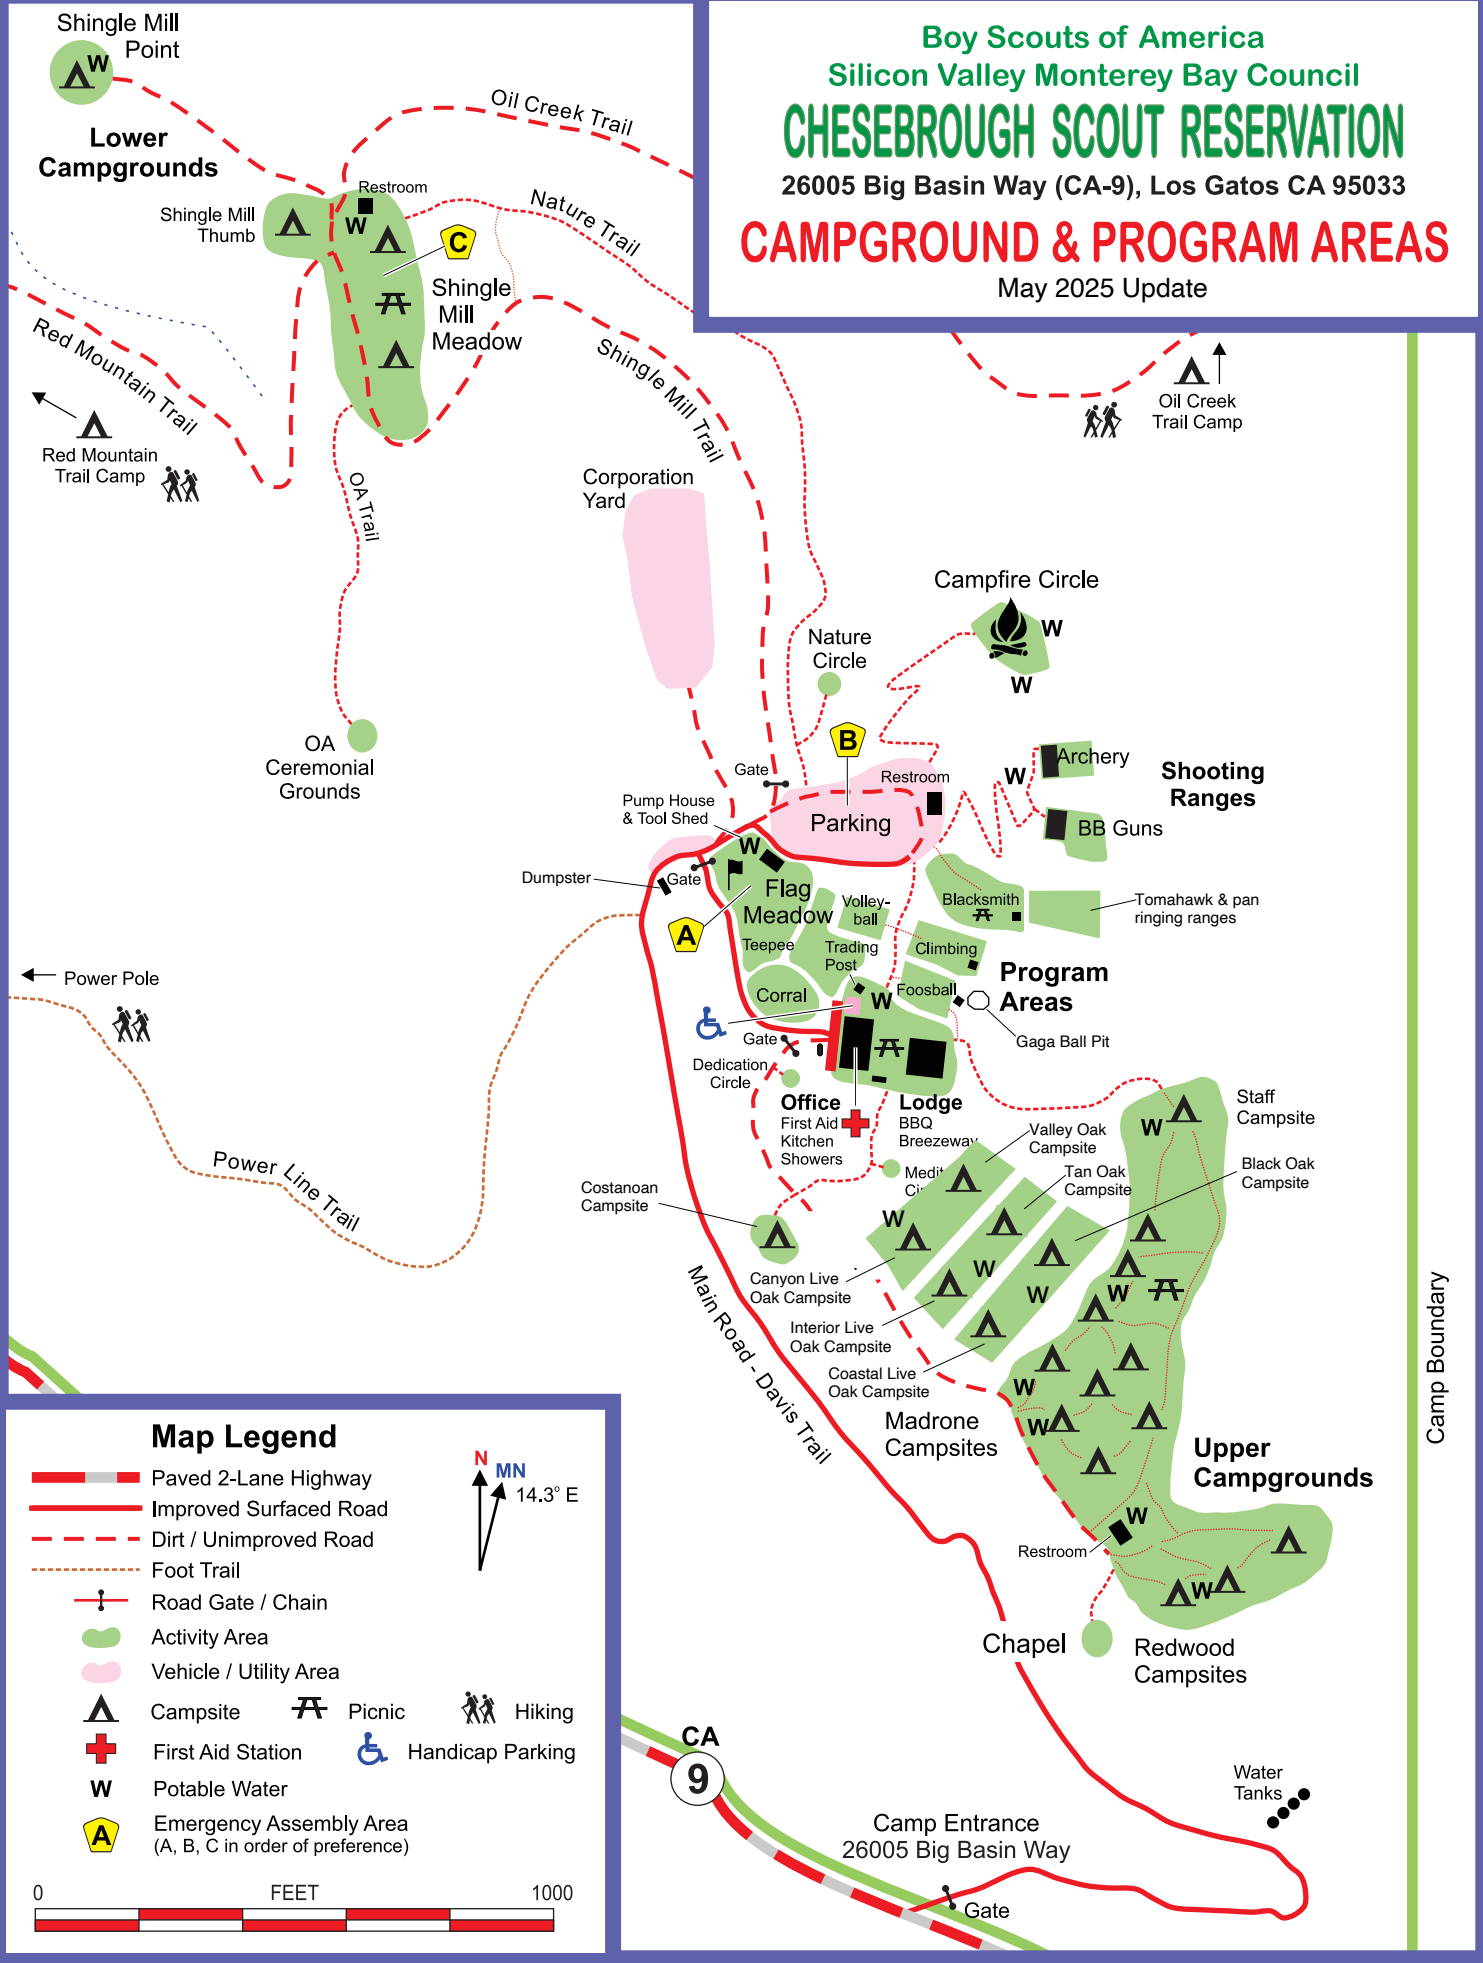 Boy Scouts of America
Silicon Valley Monterey Bay Council
CHESEBROUGH SCOUT RESERVATION
26005 Big Basin Way (CA-9), Los Gatos CA 95033
CAMPGROUND & PROGRAM AREAS
May 2025 Update
Shingle Mill
Point
W
Lower
Campgrounds
Oil Creek Trail
Restroom
W
Shingle Mill
Thumb
C
Nature Trail
Shingle
Mill
Meadow
Red Mountain Trail
Shingle Mill Trail
Red Mountain
Trail Camp
OA Trail
Oil Creek
Trail Camp
Corporation
Yard
Campfire Circle
W
W
Nature
Circle
OA
Ceremonial
Grounds
B
Gate
Restroom
Parking
W
Archery
Shooting
Ranges
BB Guns
Pump House
& Tool Shed
W
Dumpster
Gate
Flag
Meadow
A
Teepee
Volley-
ball
Trading
Post
Blacksmith
Tomahawk & pan
ringing ranges
Climbing
Program
Areas
Foosball
Corral
W
Gaga Ball Pit
Gate
Dedication
Circle
Power Pole
Power Line Trail
Office
First Aid
Kitchen
Showers
Lodge
BBQ
Breezeway
Staff
Campsite
W
Valley Oak
Campsite
Tan Oak
Campsite
Black Oak
Campsite
Costanoan
Campsite
W
W
W
W
Canyon Live
Oak Campsite
Interior Live
Oak Campsite
Coastal Live
Oak Campsite
Main Road - Davis Trail
W
W
Madrone
Campsites
Upper
Campgrounds
Camp Boundary
W
Restroom
W
Chapel
Redwood
Campsites
Water
Tanks
CA
9
Camp Entrance
26005 Big Basin Way
Gate
Map Legend
Paved 2-Lane Highway
Improved Surfaced Road
Dirt / Unimproved Road
Foot Trail
Road Gate / Chain
Activity Area
Vehicle / Utility Area
Campsite
Picnic
Hiking
First Aid Station
Handicap Parking
W
Potable Water
A
Emergency Assembly Area
(A, B, C in order of preference)
N
MN
14.3° E
0
FEET
1000